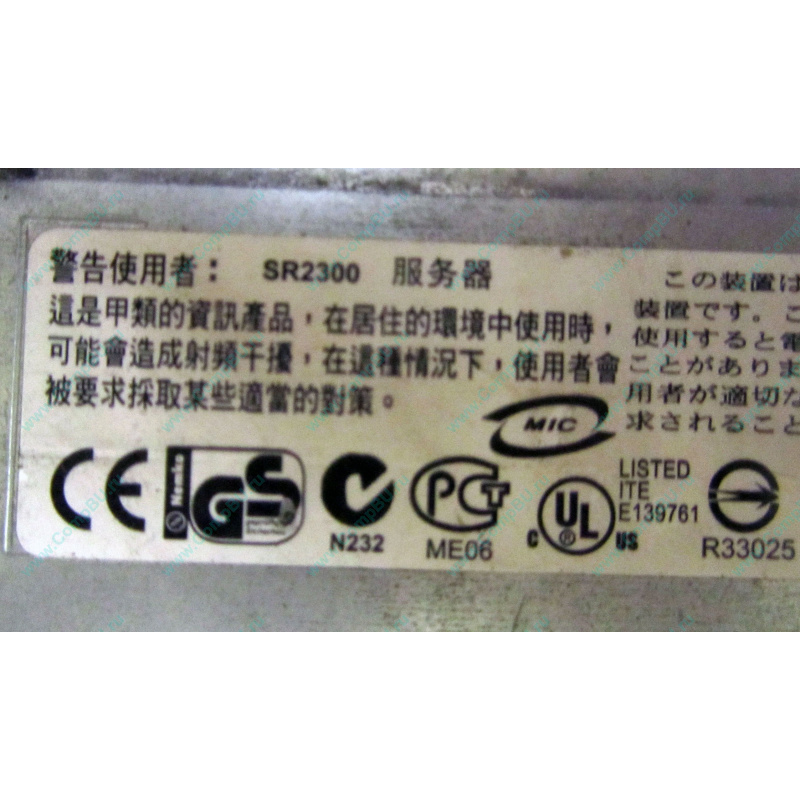 警告使用者： SR2300 服务器
這是甲類的資訊產品，在居住的環境中使用時，
可能會造成射頻干擾，在這種情況下，使用者會
被要求採取某些適當的對策。
この装置は
装置です。こ
使用すると電
ことがありま
用者が適切な
求されること
MIC
CE
Nemko
GS
N232
PCT
ME06
C UL ® US
LISTED
ITE
E139761
R33025